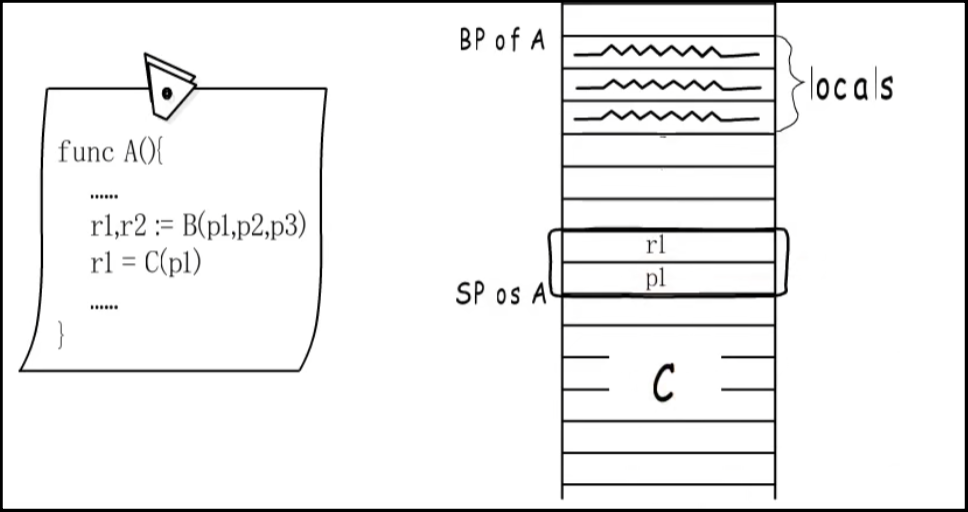 func A(){
......
r1,r2 := B(p1,p2,p3)
r1 = C(p1)
......
}
BP of A
locals
r1
p1
SP os A
C